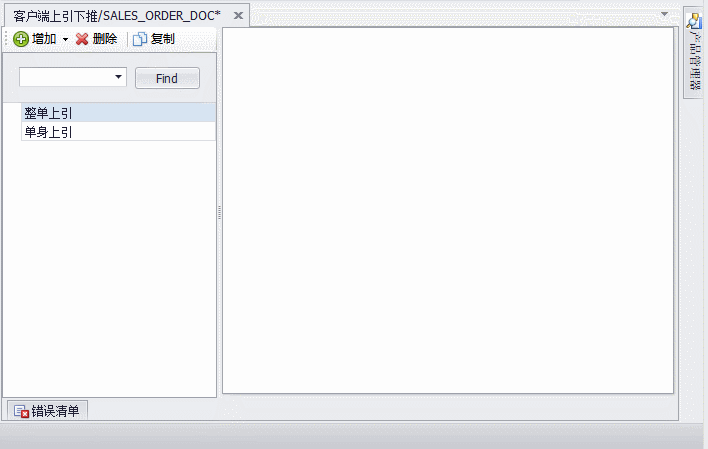 客户端上引下推/SALES_ORDER_DOC*
增加 删除 复制
Find
整单上引
单身上引
错误清单
产品管理器